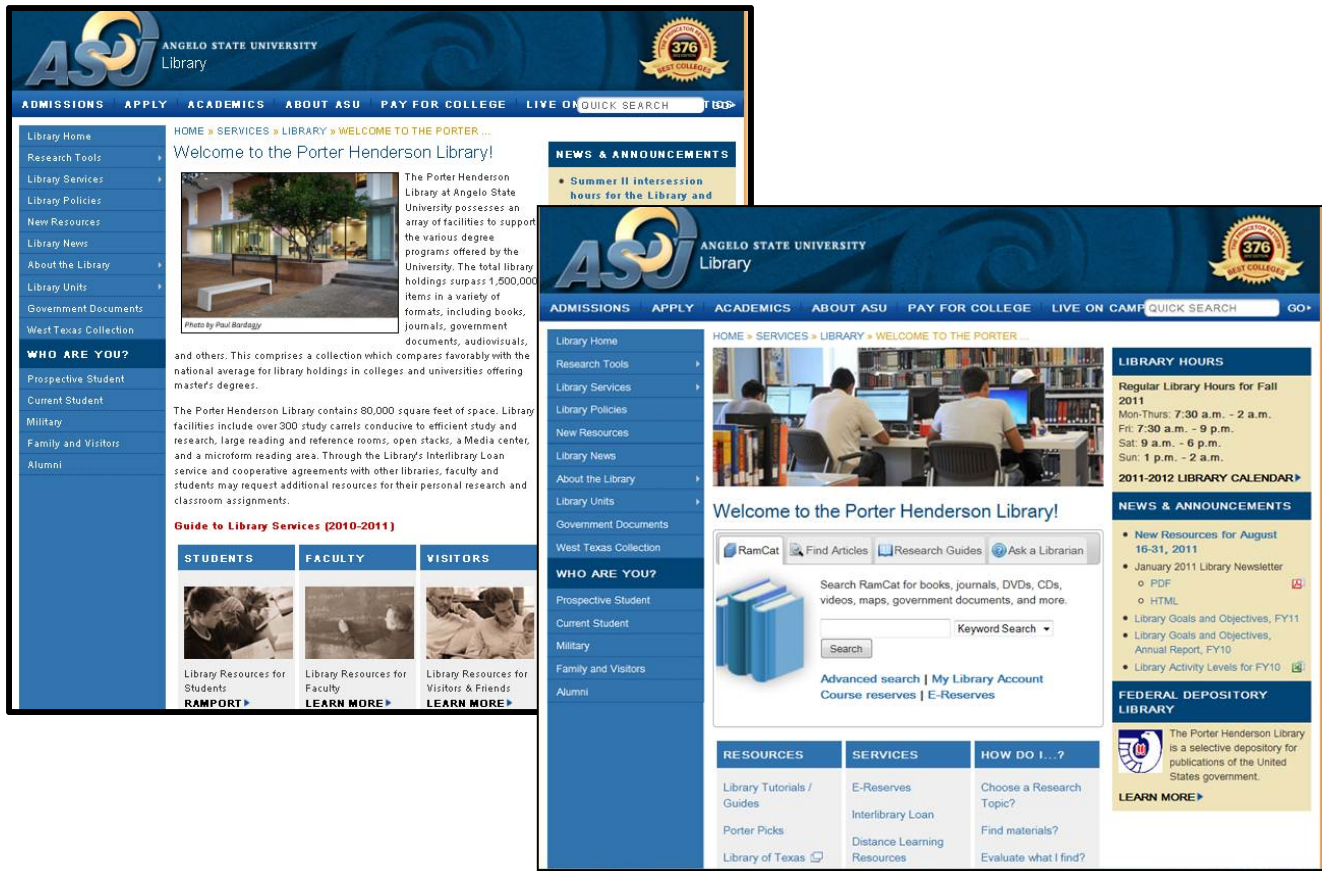 ASU
ANGELO STATE UNIVERSITY
Library
376
BEST COLLEGES
ADMISSIONS APPLY ACADEMICS ABOUT ASU PAY FOR COLLEGE LIVE ON QUICK SEARCH GO
Library Home
Research Tools
Library Services
Library Policies
New Resources
Library News
About the Library
Library Units
Government Documents
West Texas Collection
WHO ARE YOU?
Prospective Student
Current Student
Military
Family and Visitors
Alumni
HOME » SERVICES » LIBRARY » WELCOME TO THE PORTER ...
Welcome to the Porter Henderson Library!
Photo by Paul Bardagjy
The Porter Henderson
Library at Angelo State
University possesses an
array of facilities to support
the various degree
programs offered by the
University. The total library
holdings surpass 1,500,000
items in a variety of
formats, including books,
journals, government
documents, audiovisuals,
and others. This comprises a collection which compares favorably with the
national average for library holdings in colleges and universities offering
master's degrees.
The Porter Henderson Library contains 80,000 square feet of space. Library
facilities include over 300 study carrels conducive to efficient study and
research, large reading and reference rooms, open stacks, a Media center,
and a microform reading area. Through the Library's Interlibrary Loan
service and cooperative agreements with other libraries, faculty and
students may request additional resources for their personal research and
classroom assignments.
Guide to Library Services (2010-2011)
STUDENTS
Library Resources for
Students
RAMPORT
FACULTY
Library Resources for
Faculty
LEARN MORE
VISITORS
Library Resources for
Visitors & Friends
LEARN MORE
NEWS & ANNOUNCEMENTS
Summer II intersession
hours for the Library and
ASU
ANGELO STATE UNIVERSITY
Library
376
BEST COLLEGES
ADMISSIONS APPLY ACADEMICS ABOUT ASU PAY FOR COLLEGE LIVE ON CAMP QUICK SEARCH GO
Library Home
Research Tools
Library Services
Library Policies
New Resources
Library News
About the Library
Library Units
Government Documents
West Texas Collection
WHO ARE YOU?
Prospective Student
Current Student
Military
Family and Visitors
Alumni
HOME » SERVICES » LIBRARY » WELCOME TO THE PORTER ...
Welcome to the Porter Henderson Library!
RamCat Find Articles Research Guides Ask a Librarian
Search RamCat for books, journals, DVDs, CDs,
videos, maps, government documents, and more.
Keyword Search
Search
Advanced search | My Library Account
Course reserves | E-Reserves
RESOURCES
Library Tutorials /
Guides
Porter Picks
Library of Texas
SERVICES
E-Reserves
Interlibrary Loan
Distance Learning
Resources
HOW DO I...?
Choose a Research
Topic?
Find materials?
Evaluate what I find?
LIBRARY HOURS
Regular Library Hours for Fall
2011
Mon-Thurs: 7:30 a.m. - 2 a.m.
Fri: 7:30 a.m. - 9 p.m.
Sat: 9 a.m. - 6 p.m.
Sun: 1 p.m. - 2 a.m.
2011-2012 LIBRARY CALENDAR
NEWS & ANNOUNCEMENTS
New Resources for August
16-31, 2011
January 2011 Library Newsletter
PDF
HTML
Library Goals and Objectives, FY11
Library Goals and Objectives,
Annual Report, FY10
Library Activity Levels for FY10
FEDERAL DEPOSITORY
LIBRARY
The Porter Henderson Library
is a selective depository for
publications of the United
States government.
LEARN MORE